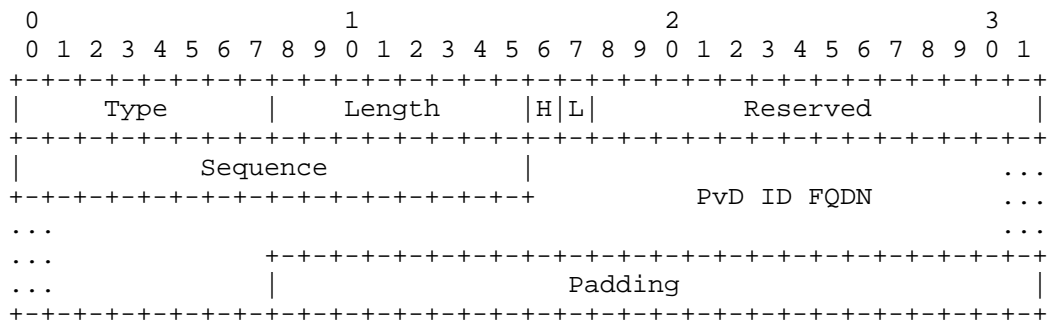 0                   1                   2                   3
 0 1 2 3 4 5 6 7 8 9 0 1 2 3 4 5 6 7 8 9 0 1 2 3 4 5 6 7 8 9 0 1
+-+-+-+-+-+-+-+-+-+-+-+-+-+-+-+-+-+-+-+-+-+-+-+-+-+-+-+-+-+-+-+-+
|     Type      |    Length     |H|L|         Reserved          |
+-+-+-+-+-+-+-+-+-+-+-+-+-+-+-+-+-+-+-+-+-+-+-+-+-+-+-+-+-+-+-+-+
|           Sequence            |                             ...
+-+-+-+-+-+-+-+-+-+-+-+-+-+-+-+-+          PvD ID FQDN        ...
...                                                           ...
...             +-+-+-+-+-+-+-+-+-+-+-+-+-+-+-+-+-+-+-+-+-+-+-+-+
...             |                  Padding                      |
+-+-+-+-+-+-+-+-+-+-+-+-+-+-+-+-+-+-+-+-+-+-+-+-+-+-+-+-+-+-+-+-+